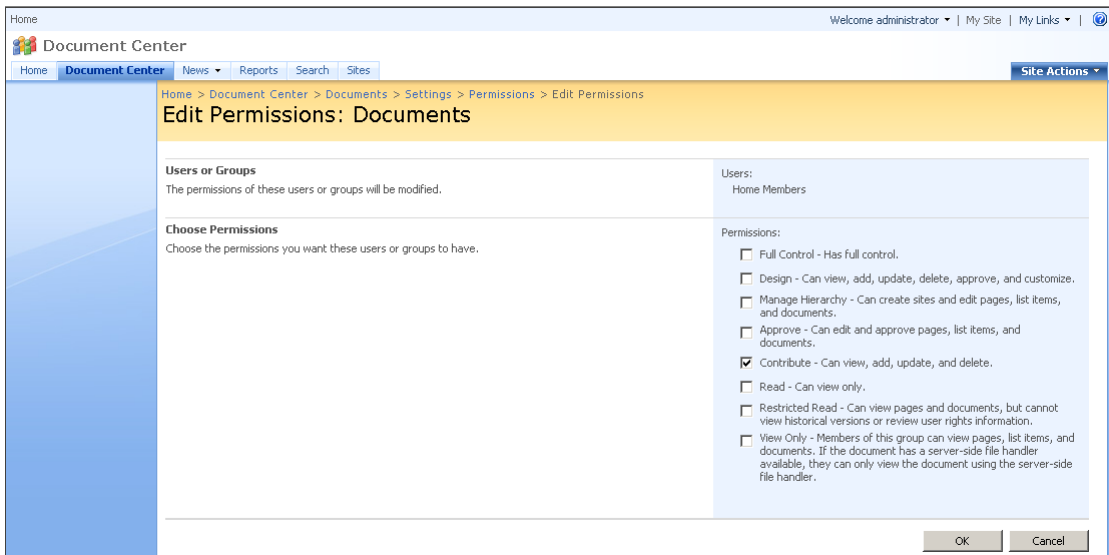 Home
Welcome administrator | My Site | My Links |
Document Center
Home Document Center News Reports Search Sites
Site Actions
Home > Document Center > Documents > Settings > Permissions > Edit Permissions
Edit Permissions: Documents
Users or Groups
The permissions of these users or groups will be modified.
Users:
Home Members
Choose Permissions
Choose the permissions you want these users or groups to have.
Permissions:
Full Control - Has full control.
Design - Can view, add, update, delete, approve, and customize.
Manage Hierarchy - Can create sites and edit pages, list items,
and documents.
Approve - Can edit and approve pages, list items, and
documents.
Contribute - Can view, add, update, and delete.
Read - Can view only.
Restricted Read - Can view pages and documents, but cannot
view historical versions or review user rights information.
View Only - Members of this group can view pages, list items, and
documents. If the document has a server-side file handler
available, they can only view the document using the server-side
file handler.
OK Cancel